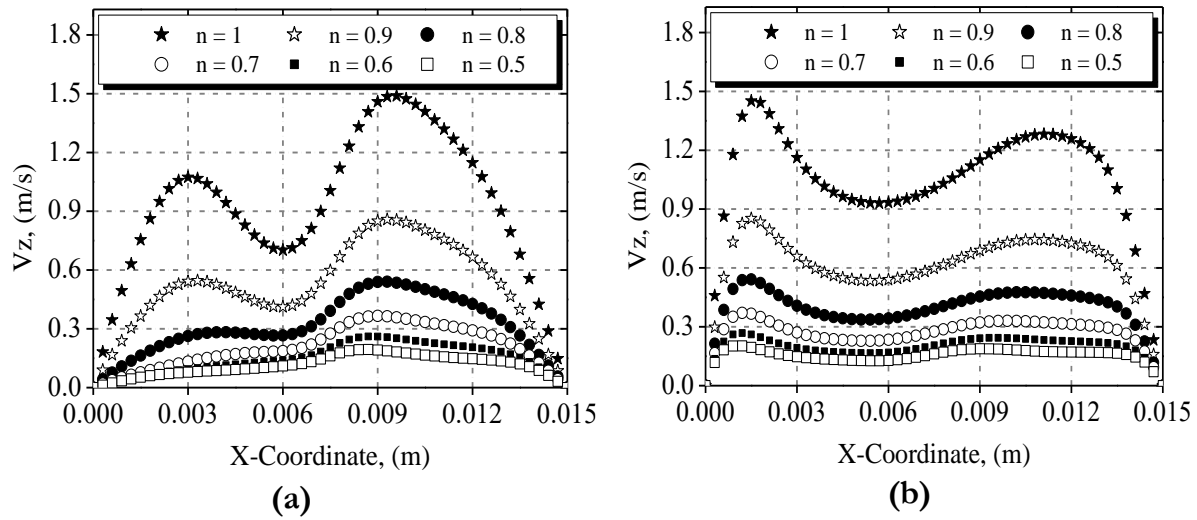 1.8
1.5
1.2
0.9
0.6
0.3
0.0
Vz, (m/s)
n = 1 n = 0.9 n = 0.8
n = 0.7 n = 0.6 n = 0.5
0.000 0.003 0.006 0.009 0.012 0.015
X-Coordinate, (m)
(a)
1.8
1.5
1.2
0.9
0.6
0.3
0.0
Vz, (m/s)
n = 1 n = 0.9 n = 0.8
n = 0.7 n = 0.6 n = 0.5
0.000 0.003 0.006 0.009 0.012 0.015
X-Coordinate, (m)
(b)